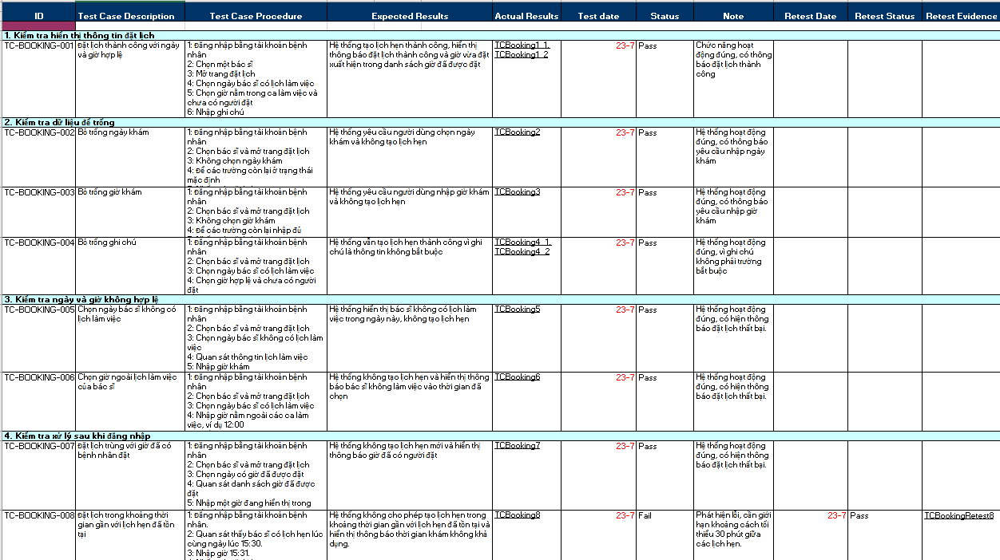 ID Test Case Description Test Case Procedure Expected Results Actual Results Test date Status Note Retest Date Retest Status Retest Evidence
1. Kiểm tra hiển thị thông tin đặt lịch
TC-BOOKING-001
Đặt lịch thành công với ngày
và giờ hợp lệ
1: Đăng nhập bằng tài khoản bệnh
nhân
2: Chọn một bác sĩ
3: Mở trang đặt lịch
4: Chọn ngày bác sĩ có lịch làm việc
5: Chọn giờ nằm trong ca làm việc và
chưa có người đặt
6: Nhập ghi chú
Hệ thống tạo lịch hẹn thành công, hiển thị
thông báo đặt lịch thành công và giờ vừa đặt
xuất hiện trong danh sách giờ đã được đặt
TCBooking1_1,
TCBooking1_2
23-7
Pass
Chức năng hoạt
động đúng, có thông
báo đặt lịch thành
công
2. Kiểm tra dữ liệu để trống
TC-BOOKING-002
Bỏ trống ngày khám
1: Đăng nhập bằng tài khoản bệnh
nhân
2: Chọn bác sĩ và mở trang đặt lịch
3: Không chọn ngày khám
4: Để các trường còn lại ở trạng thái
mặc định
Hệ thống yêu cầu người dùng chọn ngày
khám và không tạo lịch hẹn
TCBooking2
23-7
Pass
Hệ thống hoạt động
đúng, có thông báo
yêu cầu nhập ngày
khám
TC-BOOKING-003
Bỏ trống giờ khám
1: Đăng nhập bằng tài khoản bệnh
nhân
2: Chọn bác sĩ và mở trang đặt lịch
3: Không chọn giờ khám
4: Để các trường còn lại nhập đủ
Hệ thống yêu cầu người dùng nhập giờ khám
và không tạo lịch hẹn
TCBooking3
23-7
Pass
Hệ thống hoạt động
đúng, có thông báo
yêu cầu nhập giờ
khám
TC-BOOKING-004
Bỏ trống ghi chú
1: Đăng nhập bằng tài khoản bệnh
nhân
2: Chọn bác sĩ và mở trang đặt lịch
3: Chọn ngày bác sĩ có lịch làm việc
4: Chọn giờ hợp lệ và chưa có người
đặt
Hệ thống vẫn tạo lịch hẹn thành công vì ghi
chú là thông tin không bắt buộc
TCBooking4_1,
TCBooking4_2
23-7
Pass
Hệ thống hoạt động
đúng, vì ghi chú
không phải trường
bắt buộc
3. Kiểm tra ngày và giờ không hợp lệ
TC-BOOKING-005
Chọn ngày bác sĩ không có
lịch làm việc
1: Đăng nhập bằng tài khoản bệnh
nhân
2: Chọn bác sĩ và mở trang đặt lịch
3: Chọn ngày bác sĩ không có lịch làm
việc
4: Quan sát thông tin lịch làm việc
5: Nhập giờ khám
Hệ thống hiển thị bác sĩ không có lịch làm
việc trong ngày này, không tạo lịch hẹn
TCBooking5
23-7
Pass
Hệ thống hoạt động
đúng, có hiện thông
báo đặt lịch thất bại.
TC-BOOKING-006
Chọn giờ ngoài lịch làm việc
của bác sĩ
1: Đăng nhập bằng tài khoản bệnh
nhân
2: Chọn bác sĩ và mở trang đặt lịch
3: Chọn ngày bác sĩ có lịch làm việc
4: Nhập giờ nằm ngoài các ca làm
việc, ví dụ 12:00
Hệ thống không tạo lịch hẹn và hiển thị thông
báo bác sĩ không làm việc vào thời gian đã
chọn
TCBooking6
23-7
Pass
Hệ thống hoạt động
đúng, có hiện thông
báo đặt lịch thất bại.
4. Kiểm tra xử lý sau khi đăng nhập
TC-BOOKING-007
Đặt lịch trùng với giờ đã có
bệnh nhân đặt
1: Đăng nhập bằng tài khoản bệnh
nhân
2: Chọn bác sĩ và mở trang đặt lịch
3: Chọn ngày có giờ đã được đặt
4: Quan sát danh sách giờ đã được
đặt
5: Nhập một giờ đang hiển thị trong
Hệ thống không tạo lịch hẹn mới và hiển thị
thông báo giờ đã có người đặt
TCBooking7
23-7
Pass
Hệ thống hoạt động
đúng, có hiện thông
báo đặt lịch thất bại.
TC-BOOKING-008
Đặt lịch trong khoảng thời
gian gần với lịch hẹn đã tồn
tại
1: Đăng nhập bằng tài khoản bệnh
nhân.
2: Quan sát thấy bác sĩ có lịch hẹn lúc
cùng ngày lúc 15:30.
3: Nhập giờ 15:31.
Hệ thống không cho phép tạo lịch hẹn trong
khoảng thời gian gần với lịch hẹn đã tồn tại và
hiển thị thông báo thời gian khám không khả
dụng.
TCBooking8
23-7
Fail
Phát hiện lỗi, cần giới
hạn khoảng cách tối
thiểu 30 phút giữa
các lịch hẹn.
23-7
Pass
TCBookingRetest8